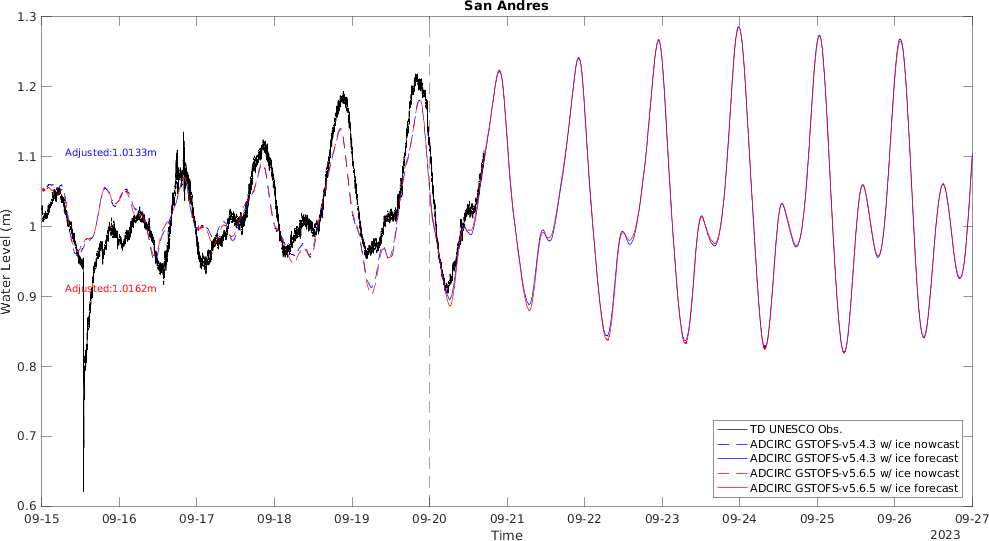 San Andres
1.3
1.2
1.1
1
0.9
0.8
0.7
0.6
Water Level (m)
Adjusted:1.0133m
Adjusted:1.0162m
TD UNESCO Obs.
ADCIRC GSTOFS-v5.4.3 w/ ice nowcast
ADCIRC GSTOFS-v5.4.3 w/ ice forecast
ADCIRC GSTOFS-v5.6.5 w/ ice nowcast
ADCIRC GSTOFS-v5.6.5 w/ ice forecast
09-15 09-16 09-17 09-18 09-19 09-20 09-21 09-22 09-23 09-24 09-25 09-26 09-27
Time
2023